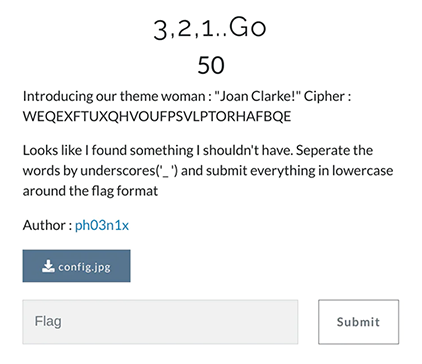 3,2,1..Go
50
Introducing our theme woman : "Joan Clarke!" Cipher :
WEQEXFTUXQHVOUFPSVLPTORHAFBQE
Looks like I found something I shouldn't have. Seperate the
words by underscores('_ ') and submit everything in lowercase
around the flag format
Author : ph03n1x
config.jpg
Flag
Submit